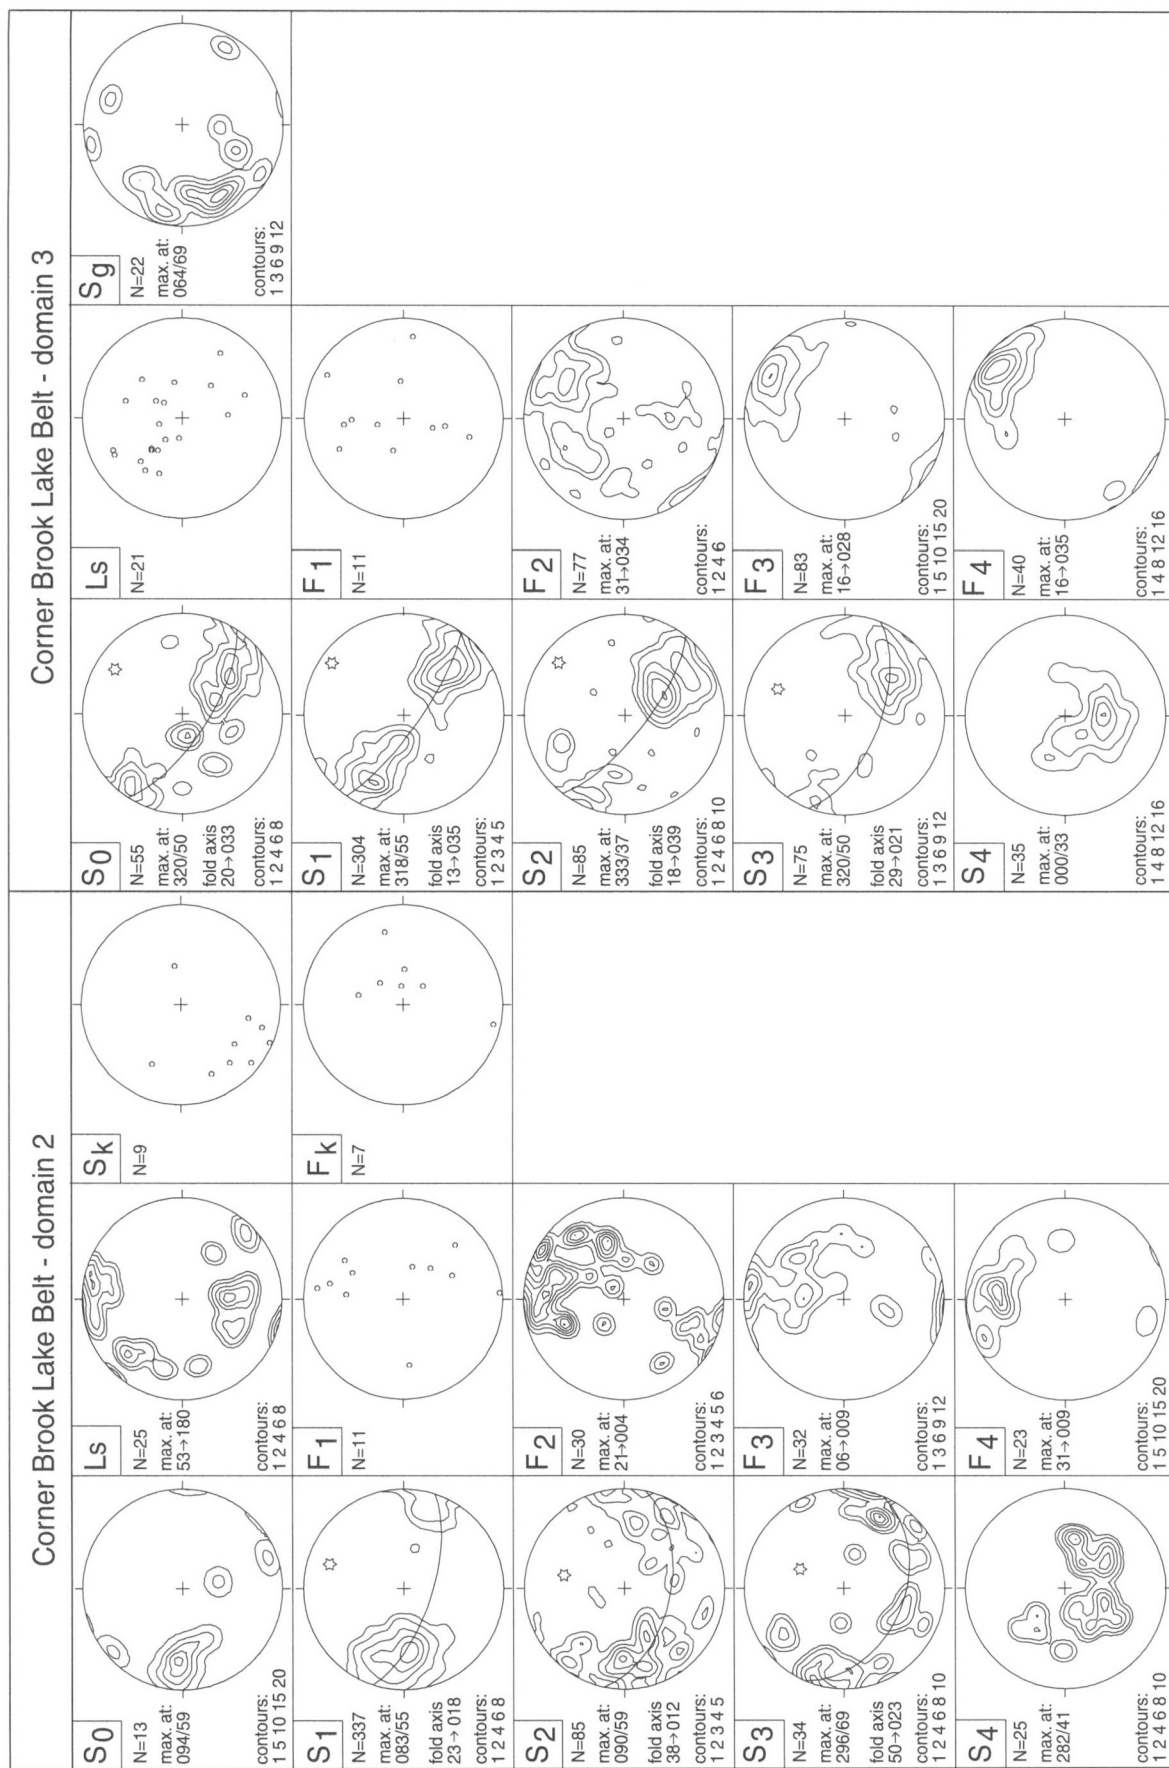 Corner Brook Lake Belt - domain 2
S0
N=13
max. at:
094/59
contours:
1 5 10 15 20
Ls
N=25
max. at:
53→180
contours:
1 2 4 6 8
Sk
N=9
S1
N=337
max. at:
083/55
fold axis
23→018
contours:
1 2 4 6 8
F1
N=11
Fk
N=7
S2
N=85
max. at:
090/59
fold axis
38→012
contours:
1 2 3 4 5
F2
N=30
max. at:
21→004
contours:
1 2 3 4 5 6
S3
N=34
max. at:
296/69
fold axis
50→023
contours:
1 2 4 6 8 10
F3
N=32
max. at:
06→009
contours:
1 3 6 9 12
S4
N=25
max. at:
282/41
contours:
1 2 4 6 8 10
F4
N=23
max. at:
31→009
contours:
1 5 10 15 20
Corner Brook Lake Belt - domain 3
S0
N=55
max. at:
320/50
fold axis
20→033
contours:
1 2 4 6 8
Ls
N=21
Sg
N=22
max. at:
064/69
contours:
1 3 6 9 12
S1
N=304
max. at:
318/55
fold axis
13→035
contours:
1 2 3 4 5
F1
N=11
S2
N=85
max. at:
333/37
fold axis
18→039
contours:
1 2 4 6 8 10
F2
N=77
max. at:
31→034
contours:
1 2 4 6
S3
N=75
max. at:
320/50
fold axis
29→021
contours:
1 3 6 9 12
F3
N=83
max. at:
16→028
contours:
1 5 10 15 20
S4
N=35
max. at:
000/33
contours:
1 4 8 12 16
F4
N=40
max. at:
16→035
contours:
1 4 8 12 16